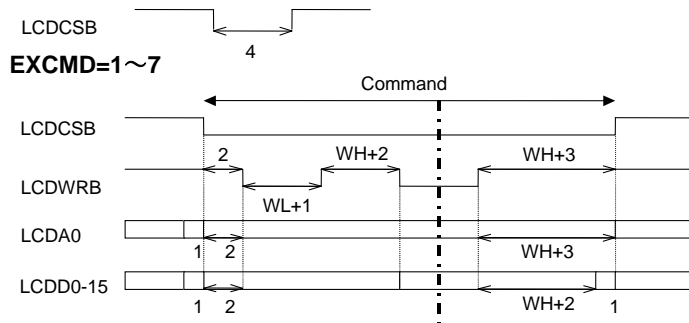 LCDCSB
4
EXCMD=1～7
Command
LCDCSB
2
WH+2
WH+3
LCDWRB
WL+1
LCDA0
1
2
WH+3
LCDD0-15
1
2
WH+2
1